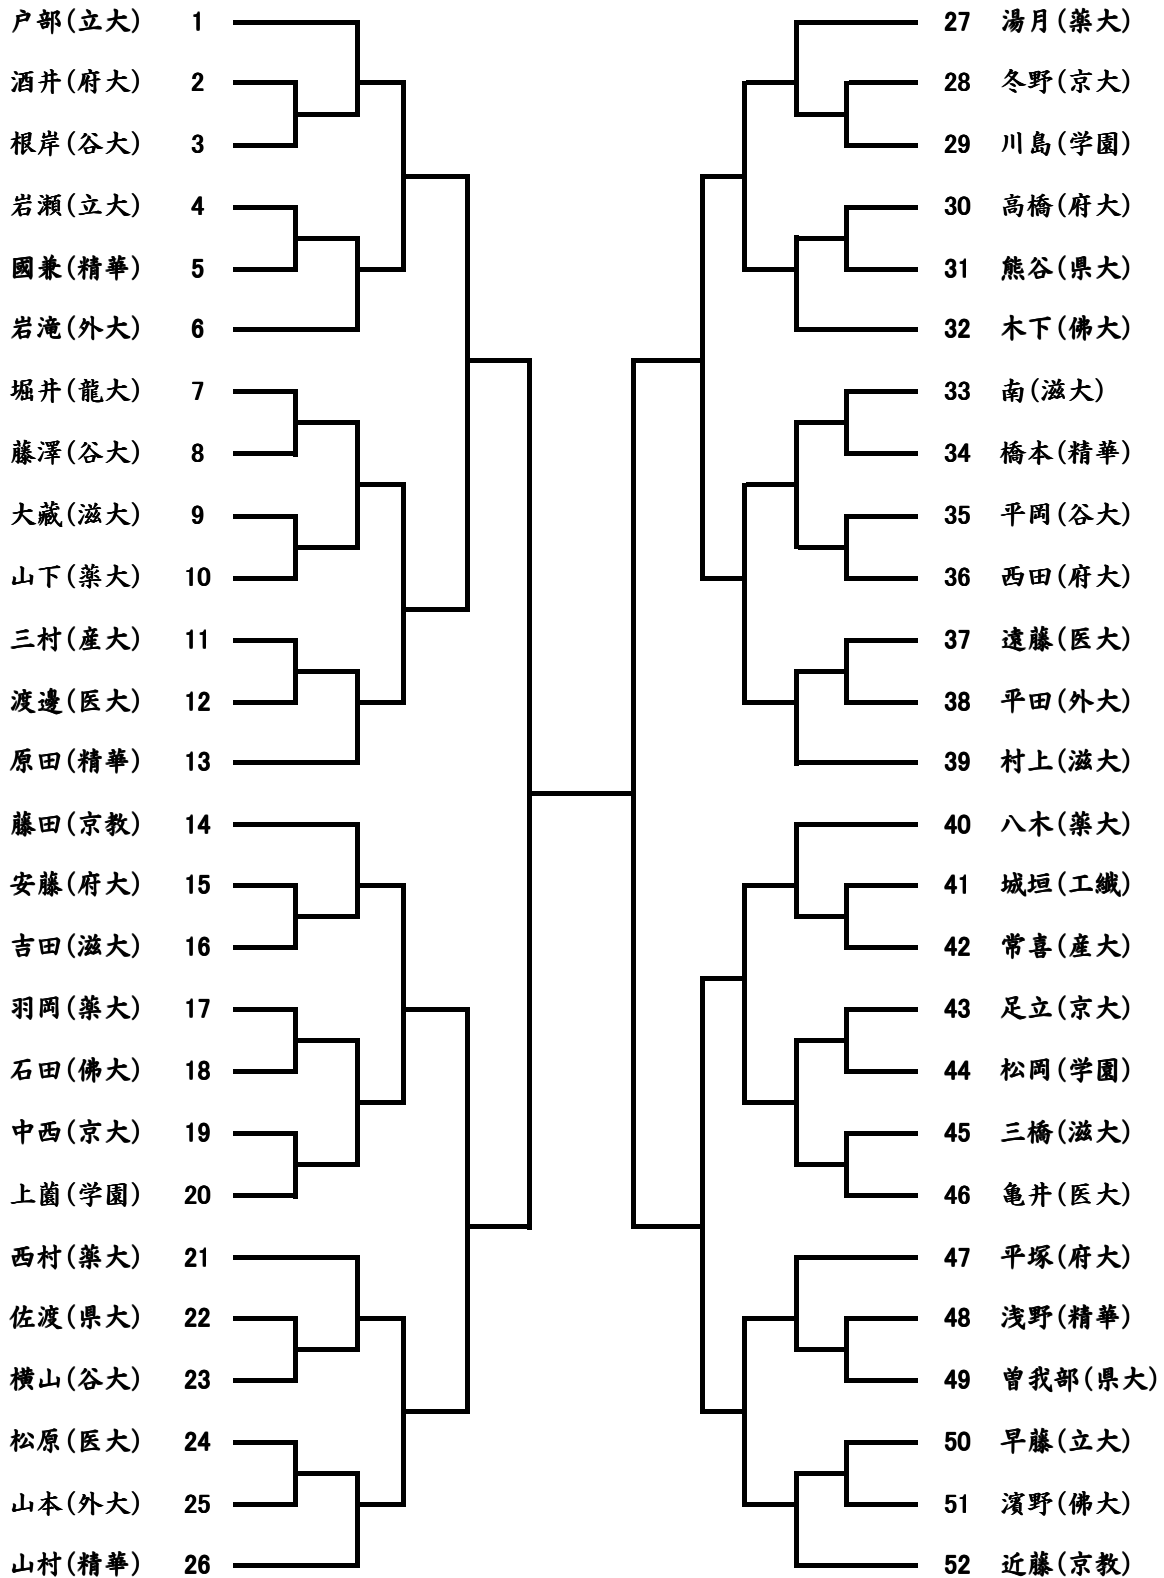 戸部(立大) 1
酒井(府大) 2
根岸(谷大) 3
岩瀬(立大) 4
國兼(精華) 5
岩滝(外大) 6
堀井(龍大) 7
藤澤(谷大) 8
大藏(滋大) 9
山下(薬大) 10
三村(産大) 11
渡邊(医大) 12
原田(精華) 13
藤田(京教) 14
安藤(府大) 15
吉田(滋大) 16
羽岡(薬大) 17
石田(佛大) 18
中西(京大) 19
上薗(学園) 20
西村(薬大) 21
佐渡(県大) 22
横山(谷大) 23
松原(医大) 24
山本(外大) 25
山村(精華) 26
27 湯月(薬大)
28 冬野(京大)
29 川島(学園)
30 高橋(府大)
31 熊谷(県大)
32 木下(佛大)
33 南(滋大)
34 橋本(精華)
35 平岡(谷大)
36 西田(府大)
37 遠藤(医大)
38 平田(外大)
39 村上(滋大)
40 八木(薬大)
41 城垣(工繊)
42 常喜(産大)
43 足立(京大)
44 松岡(学園)
45 三橋(滋大)
46 亀井(医大)
47 平塚(府大)
48 浅野(精華)
49 曽我部(県大)
50 早藤(立大)
51 濱野(佛大)
52 近藤(京教)